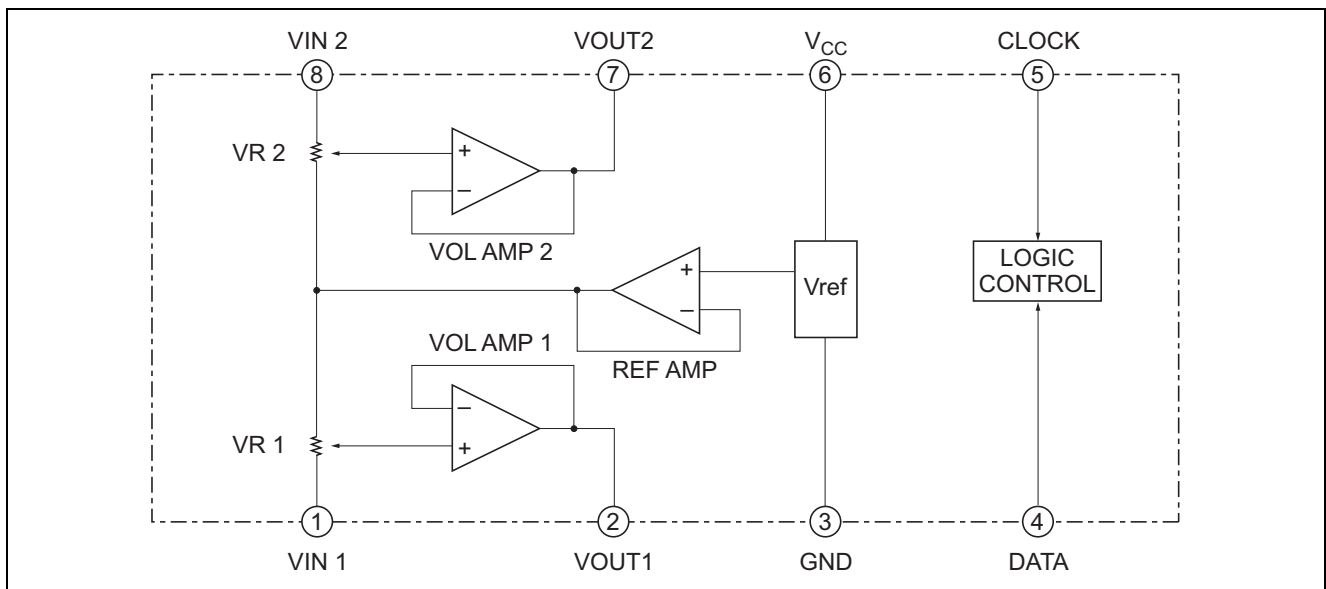 VIN 2 VOUT2 VCC CLOCK
8 7 6 5
VR 2
+
−
VOL AMP 2
+
−
Vref
LOGIC
CONTROL
VOL AMP 1
REF AMP
−
+
VR 1
1 2 3 4
VIN 1 VOUT1 GND DATA